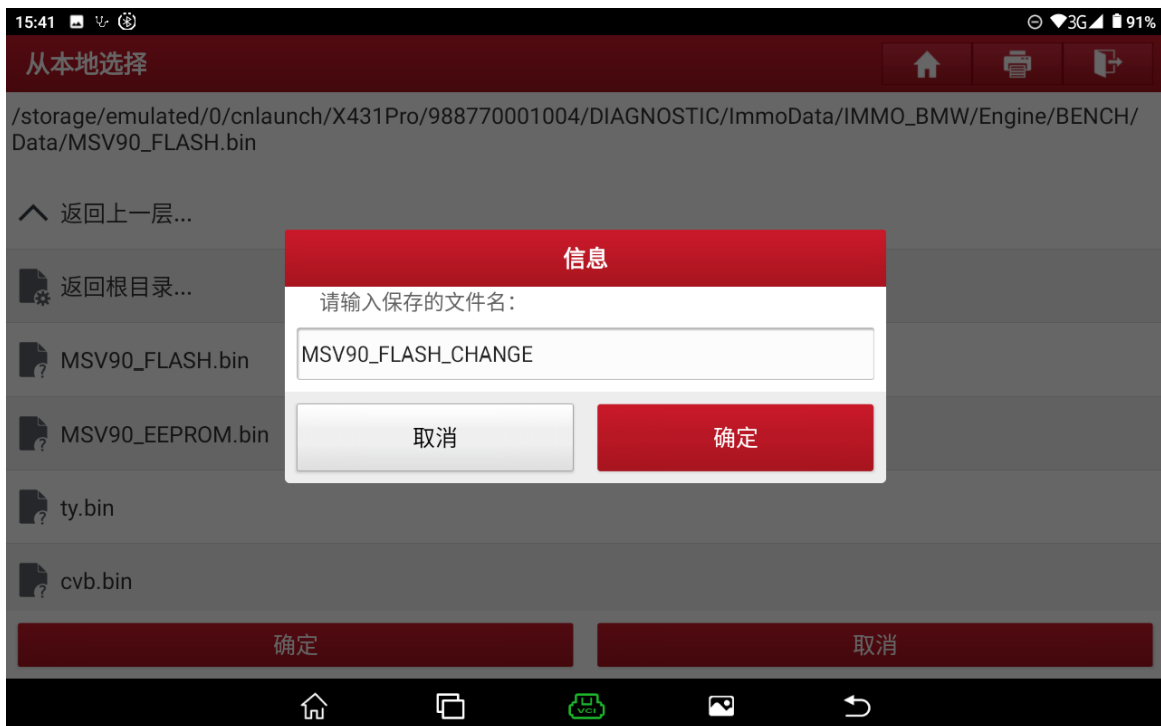 15:41
3G 91%
从本地选择
/storage/emulated/0/cnlaunch/X431Pro/988770001004/DIAGNOSTIC/ImmoData/IMMO_BMW/Engine/BENCH/
Data/MSV90_FLASH.bin
返回上一层...
返回根目录...
MSV90_FLASH.bin
MSV90_EEPROM.bin
ty.bin
cvb.bin
信息
请输入保存的文件名:
MSV90_FLASH_CHANGE
取消
确定
确定
取消
VCI